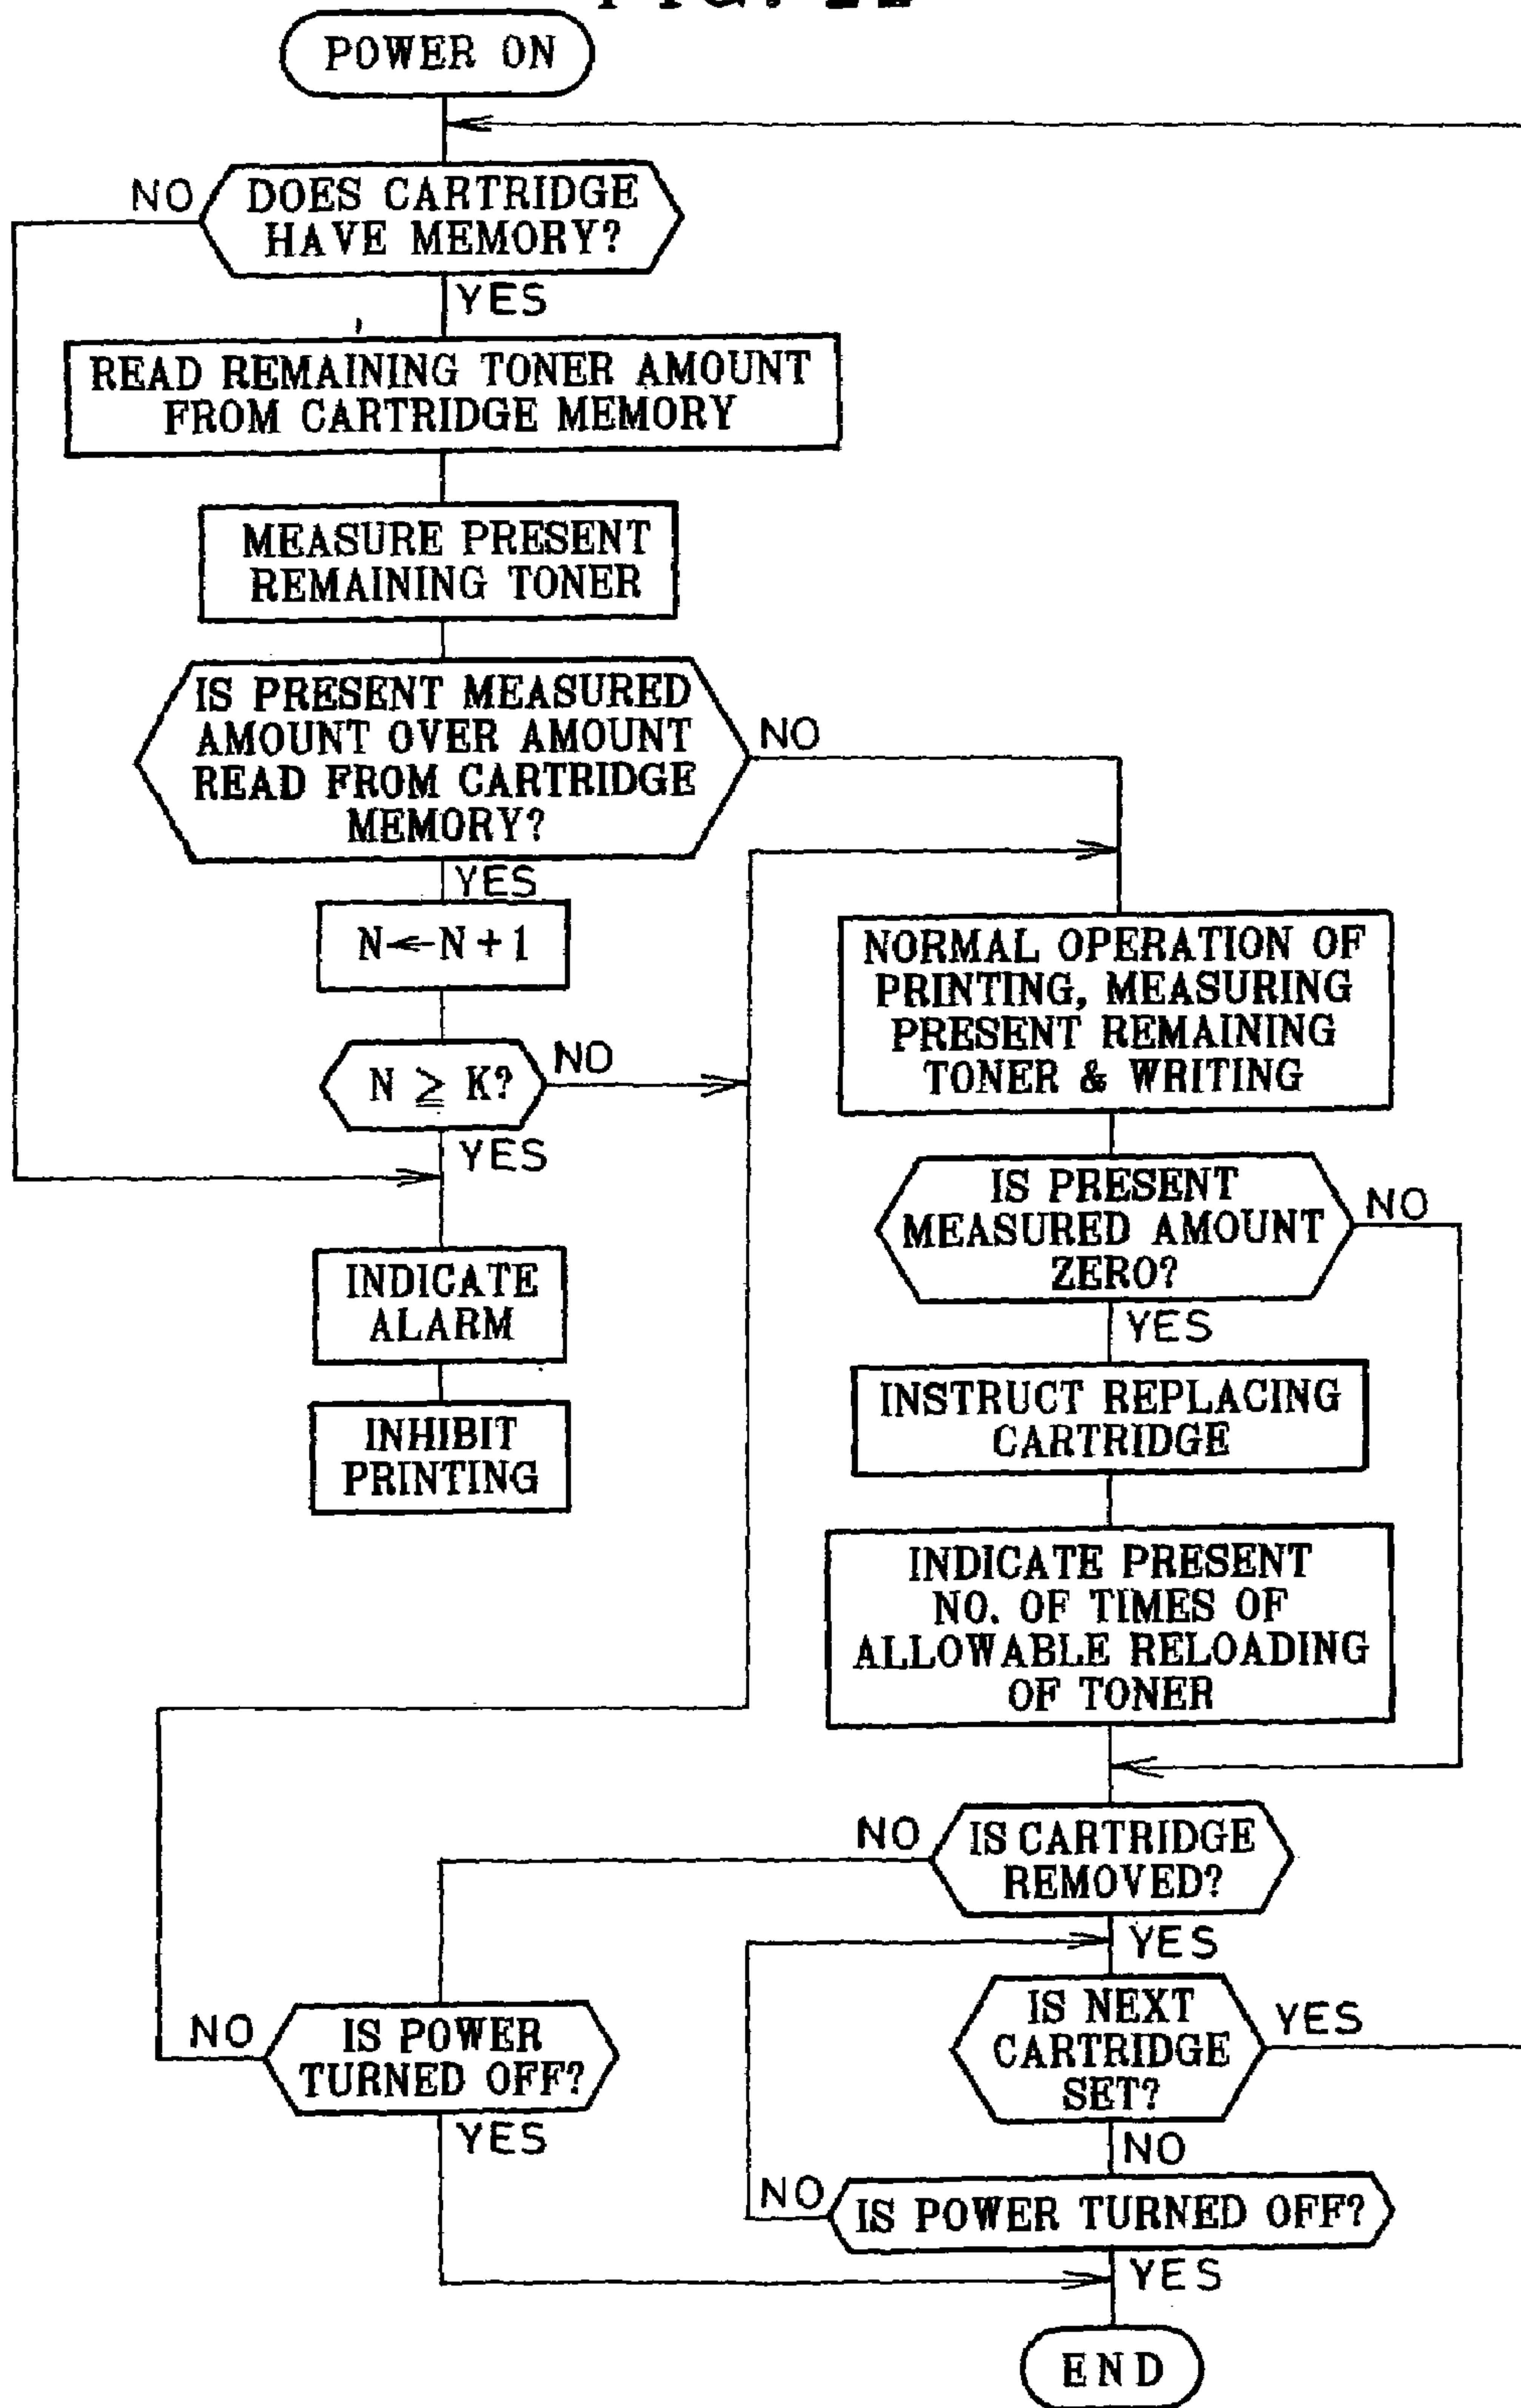 POWER ON
NO
DOES CARTRIDGE
HAVE MEMORY?
YES
READ REMAINING TONER AMOUNT
FROM CARTRIDGE MEMORY
MEASURE PRESENT
REMAINING TONER
IS PRESENT MEASURED
AMOUNT OVER AMOUNT
READ FROM CARTRIDGE
MEMORY?
NO
YES
N←N+1
N ≧ K?
NO
YES
INDICATE
ALARM
INHIBIT
PRINTING
NORMAL OPERATION OF
PRINTING, MEASURING
PRESENT REMAINING
TONER & WRITING
IS PRESENT
MEASURED AMOUNT
ZERO?
NO
YES
INSTRUCT REPLACING
CARTRIDGE
INDICATE PRESENT
NO. OF TIMES OF
ALLOWABLE RELOADING
OF TONER
NO
IS CARTRIDGE
REMOVED?
YES
NO
IS POWER
TURNED OFF?
YES
IS NEXT
CARTRIDGE
SET?
YES
NO
NO
IS POWER TURNED OFF?
YES
END